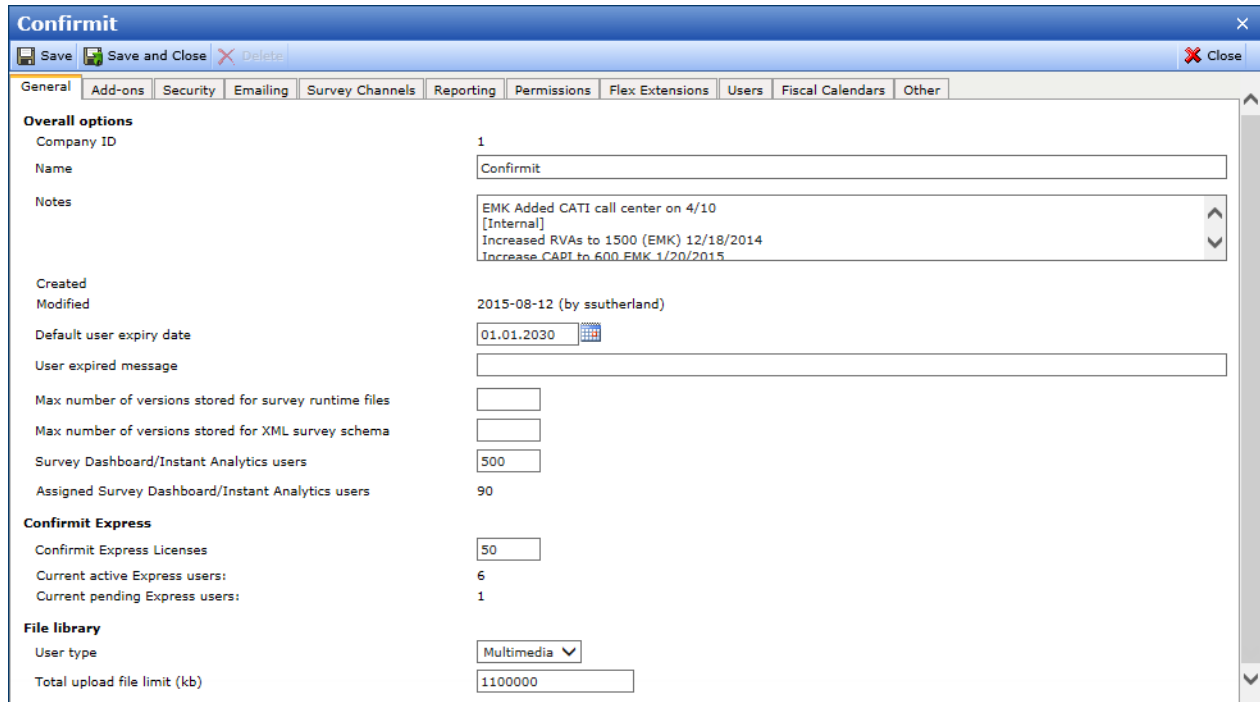 Confirmit
Save Save and Close Delete Close
General Add-ons Security Emailing Survey Channels Reporting Permissions Flex Extensions Users Fiscal Calendars Other
Overall options
Company ID 1
Name Confirmit
Notes EMK Added CATI call center on 4/10
[Internal]
Increased RVAs to 1500 (EMK) 12/18/2014
Increase CAPI to 600 EMK 1/20/2015
Created
Modified 2015-08-12 (by ssutherland)
Default user expiry date 01.01.2030
User expired message
Max number of versions stored for survey runtime files
Max number of versions stored for XML survey schema
Survey Dashboard/Instant Analytics users 500
Assigned Survey Dashboard/Instant Analytics users 90
Confirmit Express
Confirmit Express Licenses 50
Current active Express users: 6
Current pending Express users: 1
File library
User type Multimedia
Total upload file limit (kb) 1100000